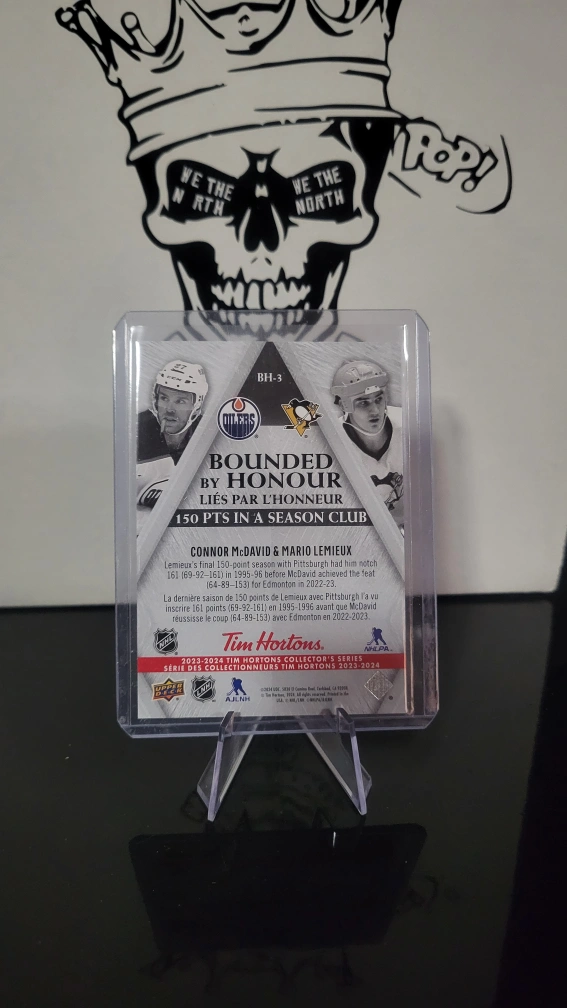 POP!
WE THE
N RTH
WE THE
NORTH
BH-3
27
OILERS
BOUNDED
BY HONOUR
LIÉS PAR L'HONNEUR
150 PTS IN A SEASON CLUB
CONNOR McDAVID & MARIO LEMIEUX
Lemieux's final 150-point season with Pittsburgh had him notch
161 (69-92–161) in 1995-96 before McDavid achieved the feat
(64-89–153) for Edmonton in 2022-23.
La dernière saison de 150 points de Lemieux avec Pittsburgh l'a vu
inscrire 161 points (69-92–161) en 1995-1996 avant que McDavid
réussisse le coup (64-89–153) avec Edmonton en 2022-2023.
NHL
Tim Hortons.
NHLPA
2023-2024 TIM HORTONS COLLECTOR'S SERIES
SÉRIE DES COLLECTIONNEURS TIM HORTONS 2023-2024
UPPER DECK
LNH
AJLNH